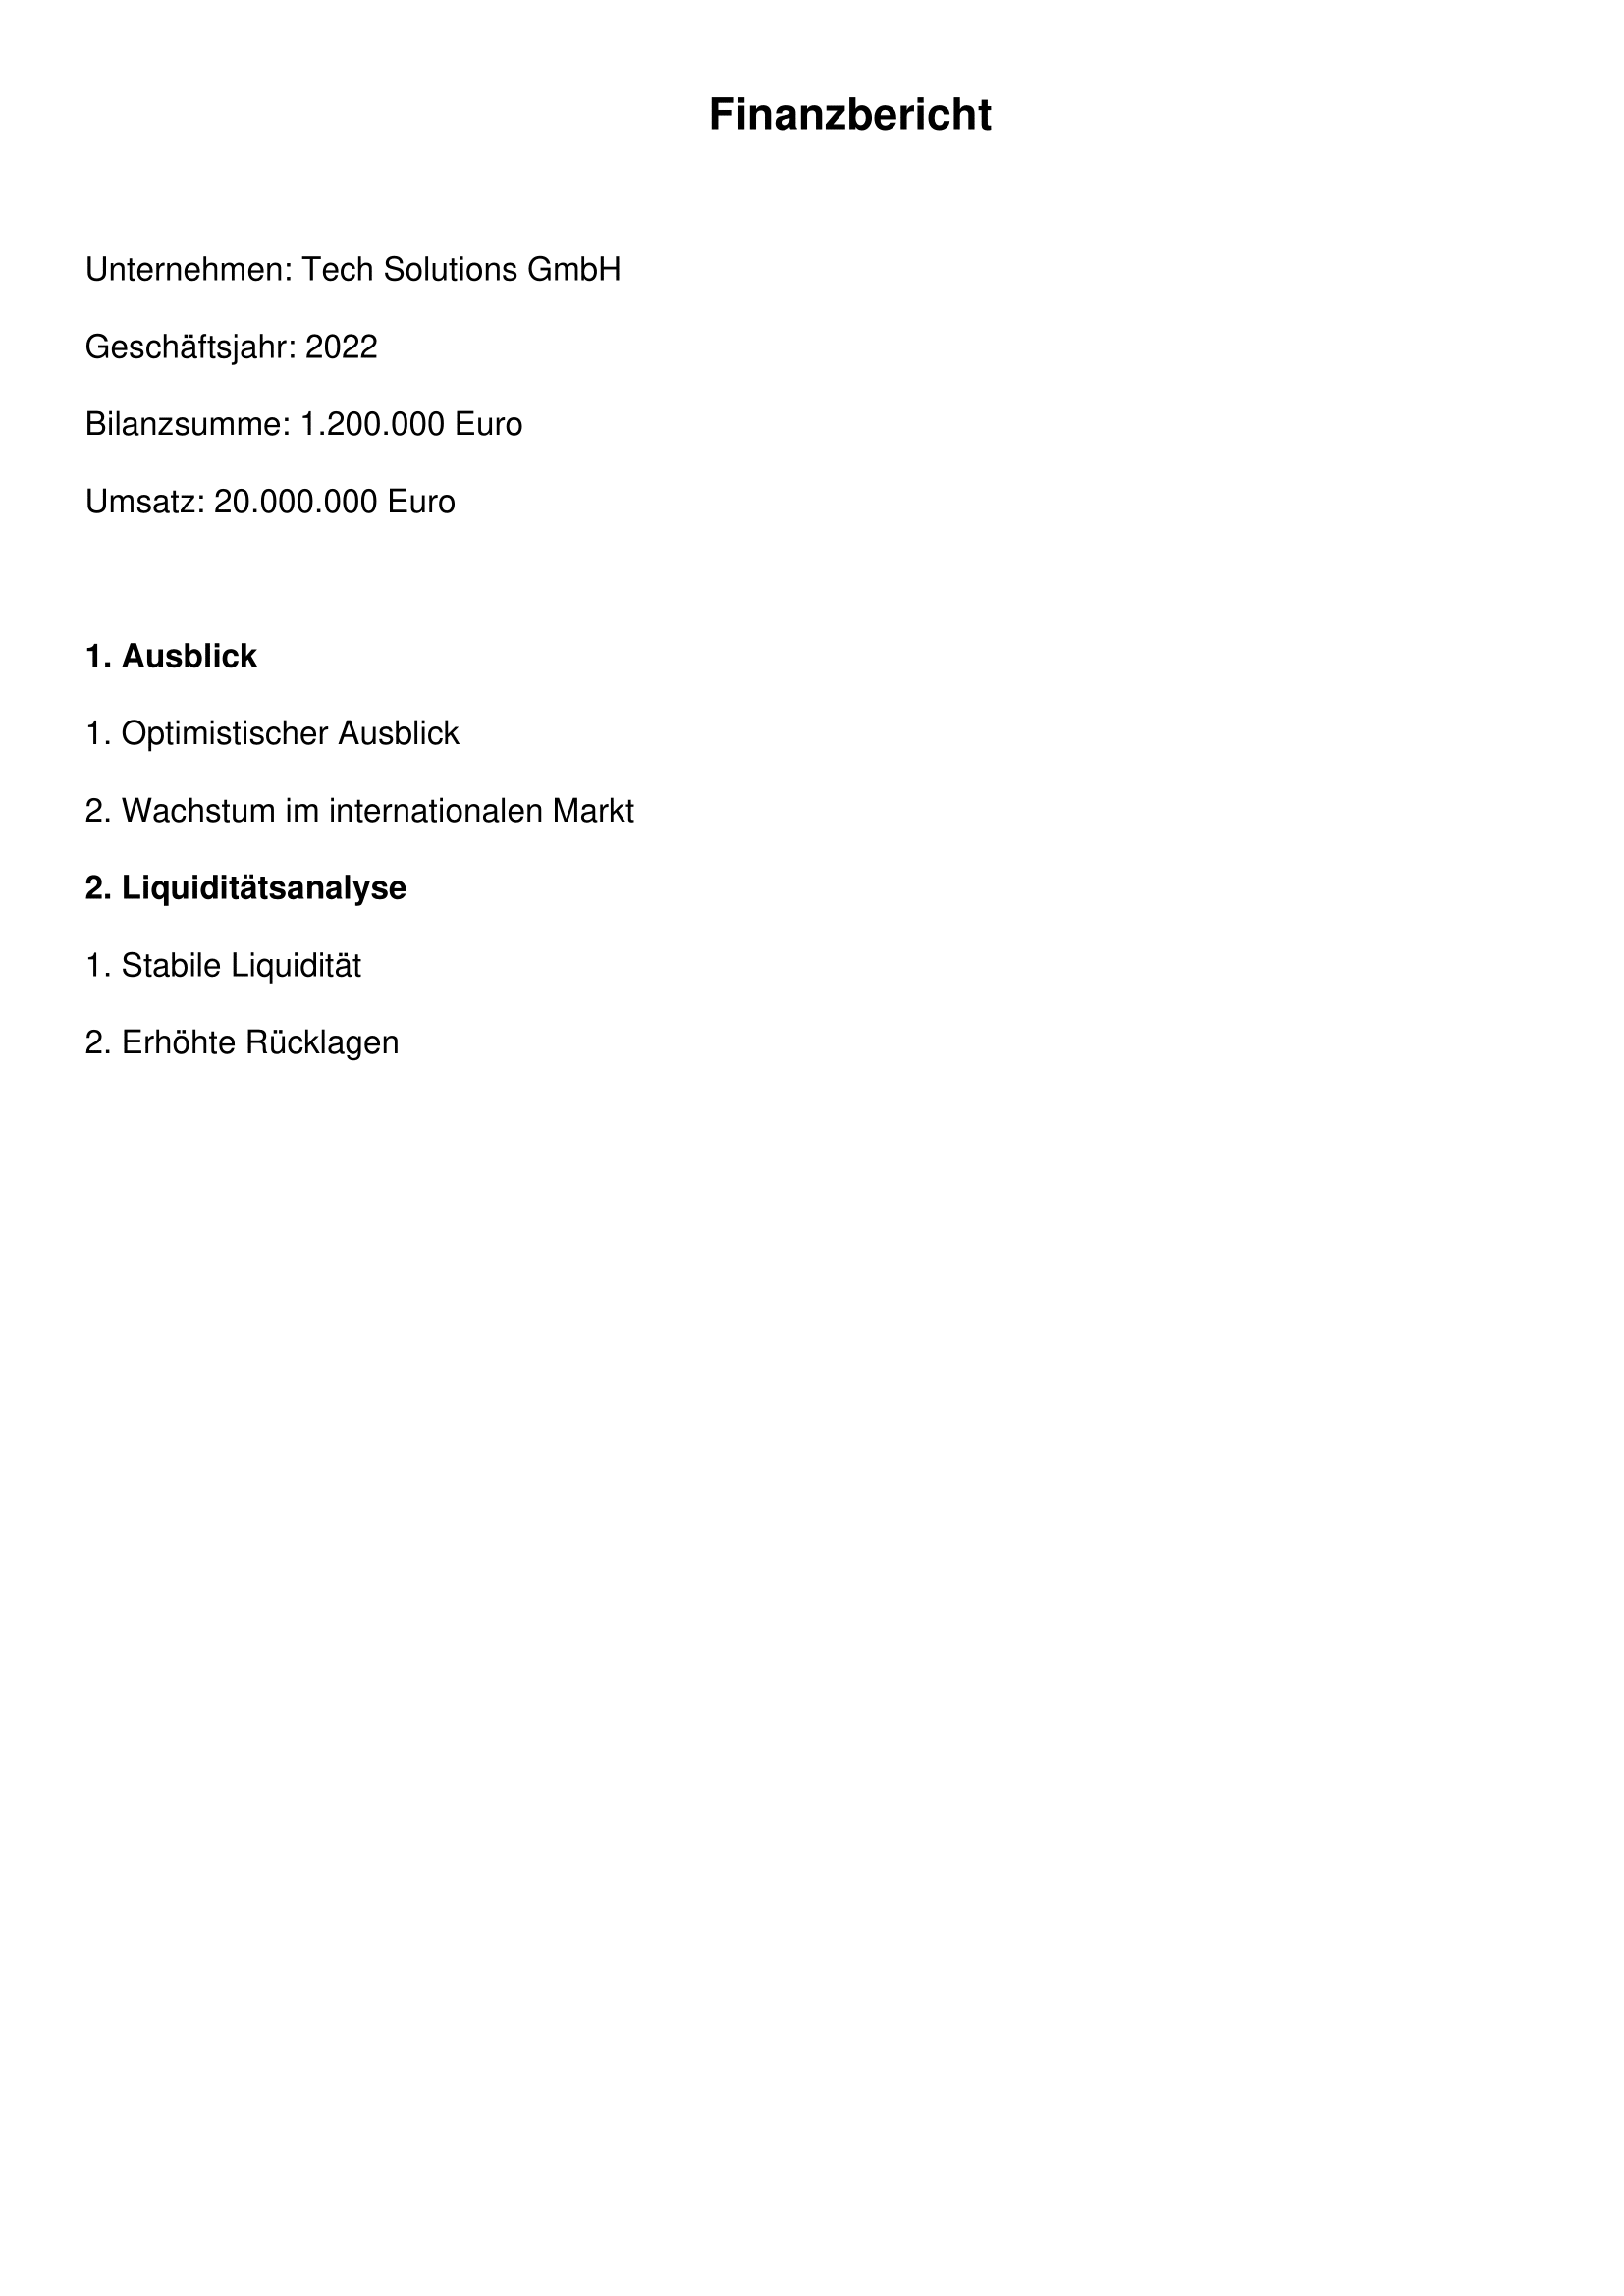 Finanzbericht
Unternehmen: Tech Solutions GmbH
Geschäftsjahr: 2022
Bilanzsumme: 1.200.000 Euro
Umsatz: 20.000.000 Euro
1. Ausblick
1. Optimistischer Ausblick
2. Wachstum im internationalen Markt
2. Liquiditätsanalyse
1. Stabile Liquidität
2. Erhöhte Rücklagen